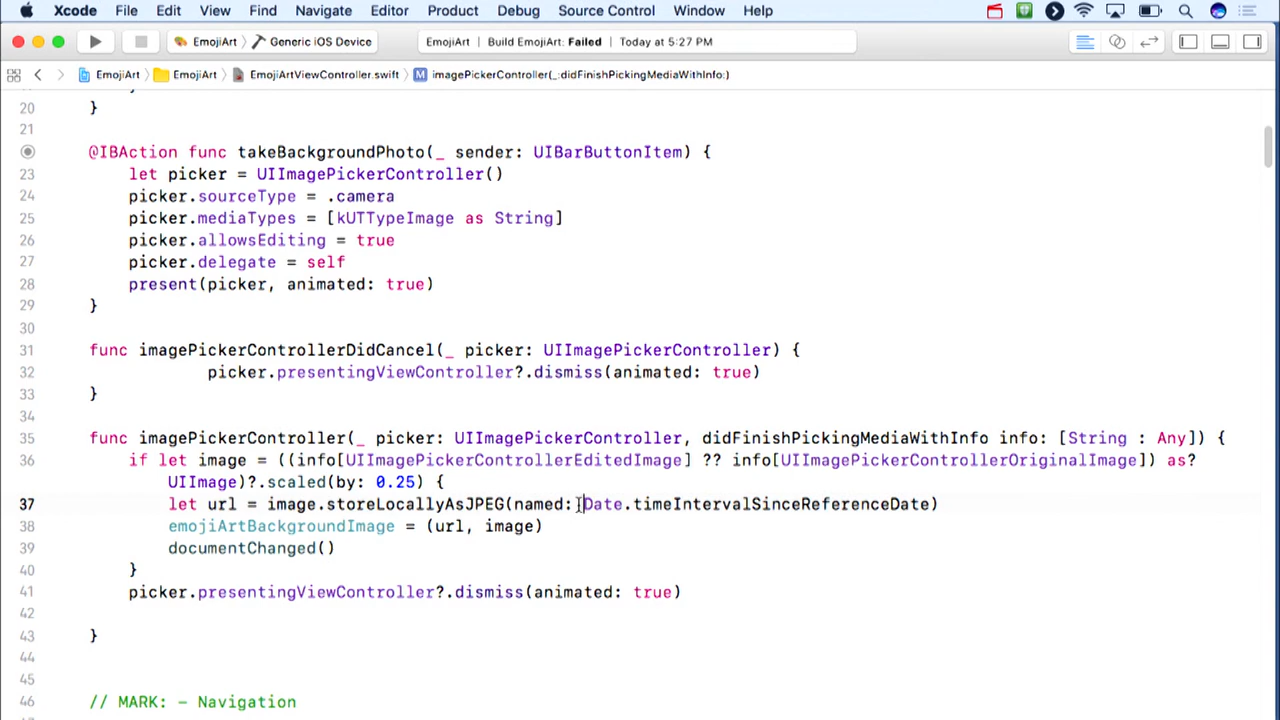 Xcode File Edit View Find Navigate Editor Product Debug Source Control Window Help
EmojiArt Generic iOS Device EmojiArt Build EmojiArt: Failed Today at 5:27 PM
EmojiArt EmojiArt EmojiArtViewController.swift M imagePickerController(_:didFinishPickingMediaWithInfo:)
20 }
21
@IBAction func takeBackgroundPhoto(_ sender: UIBarButtonItem) {
23 let picker = UIImagePickerController()
24 picker.sourceType = .camera
25 picker.mediaTypes = [kUTTypeImage as String]
26 picker.allowsEditing = true
27 picker.delegate = self
28 present(picker, animated: true)
29 }
30
31 func imagePickerControllerDidCancel(_ picker: UIImagePickerController) {
32 picker.presentingViewController?.dismiss(animated: true)
33 }
34
35 func imagePickerController(_ picker: UIImagePickerController, didFinishPickingMediaWithInfo info: [String : Any]) {
36 if let image = ((info[UIImagePickerControllerEditedImage] ?? info[UIImagePickerControllerOriginalImage]) as?
UIImage)?.scaled(by: 0.25) {
37 let url = image.storeLocallyAsJPEG(named: Date.timeIntervalSinceReferenceDate)
38 emojiArtBackgroundImage = (url, image)
39 documentChanged()
40 }
41 picker.presentingViewController?.dismiss(animated: true)
42
43 }
44
45
46 // MARK: - Navigation